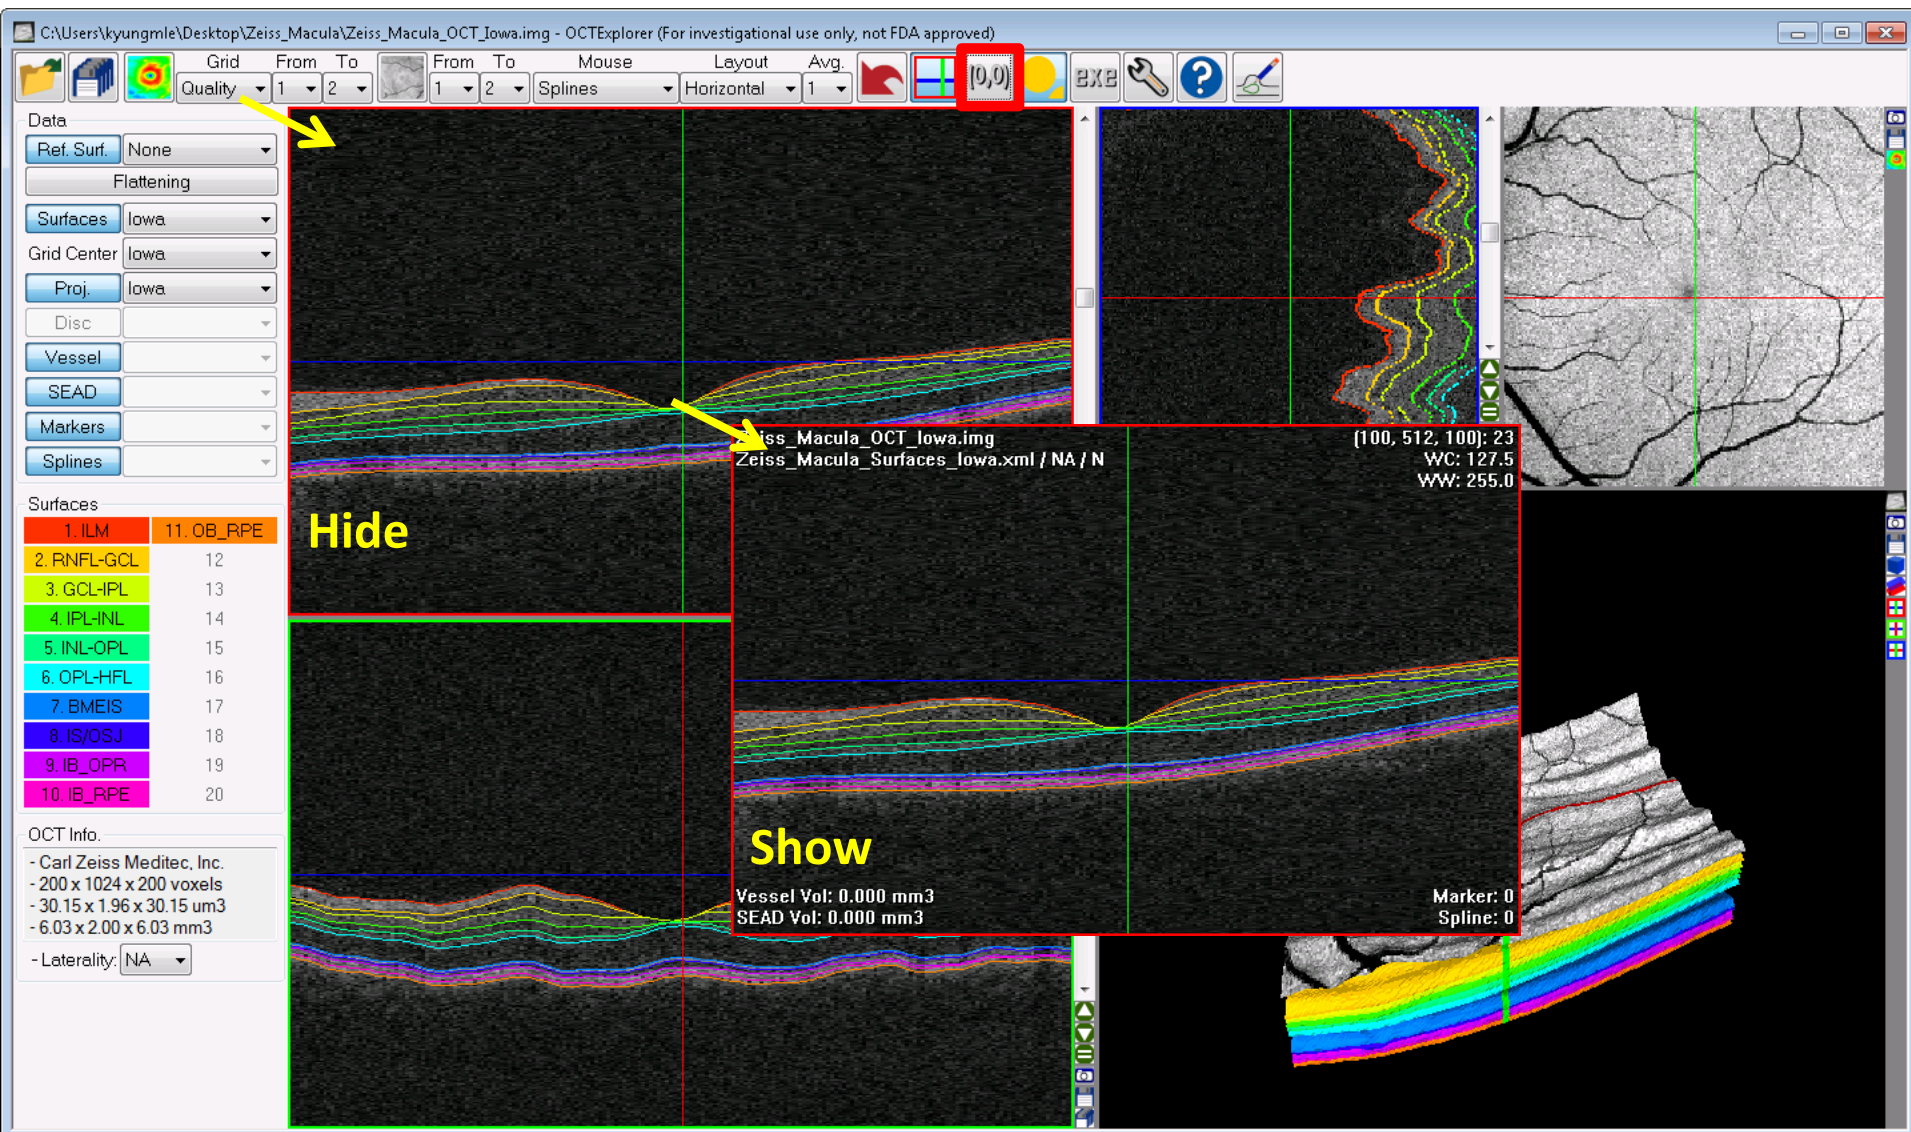 C:\Users\kyungmle\Desktop\Zeiss_Macula\Zeiss_Macula_OCT_Iowa.img - OCTExplorer (For investigational use only, not FDA approved)
Grid From To From To Mouse Layout Avg.
Quality 1 2 1 2 Splines Horizontal 1 (0,0) EXE ?
Data
Ref. Surf. None
Flattening
Surfaces Iowa
Grid Center Iowa
Proj. Iowa
Disc
Vessel
SEAD
Markers
Splines
Surfaces
1. ILM 11. OB_RPE
2. RNFL-GCL 12
3. GCL-IPL 13
4. IPL-INL 14
5. INL-OPL 15
6. OPL-HFL 16
7. BMEIS 17
8. IS/OSJ 18
9. IB_OPR 19
10. IB_RPE 20
OCT Info.
- Carl Zeiss Meditec, Inc.
- 200 x 1024 x 200 voxels
- 30.15 x 1.96 x 30.15 um3
- 6.03 x 2.00 x 6.03 mm3
- Laterality: NA
Hide
Zeiss_Macula_OCT_Iowa.img
Zeiss_Macula_Surfaces_Iowa.xml / NA / N
(100, 512, 100): 23
WC: 127.5
WW: 255.0
Show
Vessel Vol: 0.000 mm3
SEAD Vol: 0.000 mm3
Marker: 0
Spline: 0